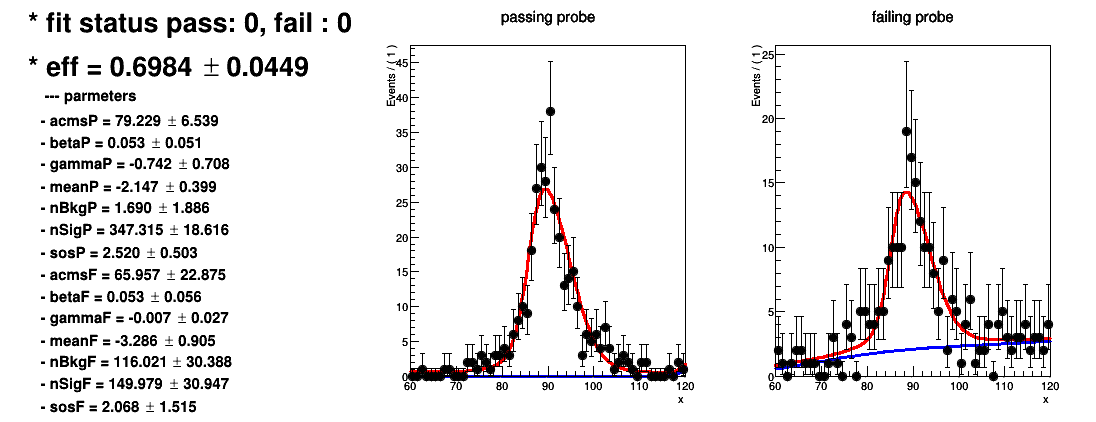 * fit status pass: 0, fail : 0
* eff = 0.6984 ± 0.0449
--- parmeters
- acmsP = 79.229 ± 6.539
- betaP = 0.053 ± 0.051
- gammaP = -0.742 ± 0.708
- meanP = -2.147 ± 0.399
- nBkgP = 1.690 ± 1.886
- nSigP = 347.315 ± 18.616
- sosP = 2.520 ± 0.503
- acmsF = 65.957 ± 22.875
- betaF = 0.053 ± 0.056
- gammaF = -0.007 ± 0.027
- meanF = -3.286 ± 0.905
- nBkgF = 116.021 ± 30.388
- nSigF = 149.979 ± 30.947
- sosF = 2.068 ± 1.515
passing probe
Events / ( 1 )
45
40
35
30
25
20
15
10
5
0
60 70 80 90 100 110 120
x
failing probe
Events / ( 1 )
25
20
15
10
5
0
60 70 80 90 100 110 120
x